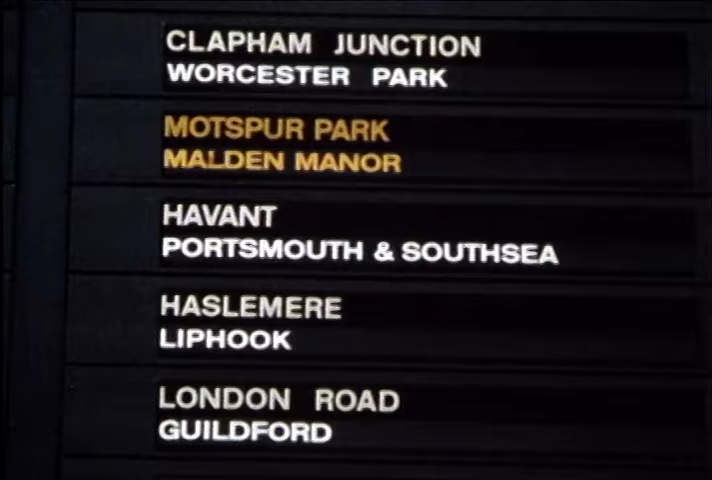 CLAPHAM JUNCTION
WORCESTER PARK
MOTSPUR PARK
MALDEN MANOR
HAVANT
PORTSMOUTH & SOUTHSEA
HASLEMERE
LIPHOOK
LONDON ROAD
GUILDFORD